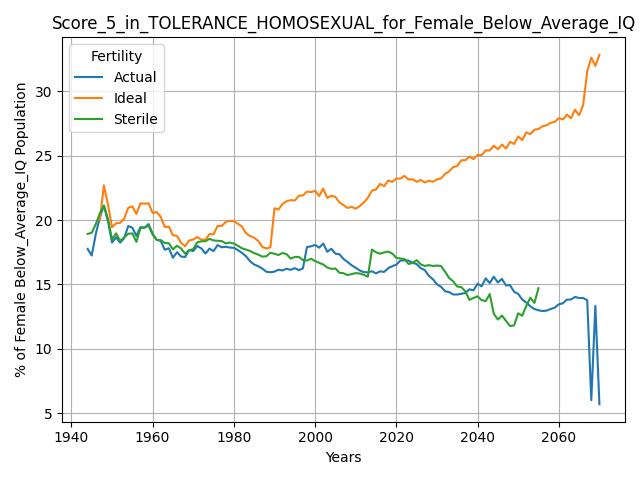 Score_5_in_TOLERANCE_HOMOSEXUAL_for_Female_Below_Average_IQ
Fertility
Actual
Ideal
Sterile
% of Female Below_Average_IQ Population
30
25
20
15
10
5
1940 1960 1980 2000 2020 2040 2060
Years